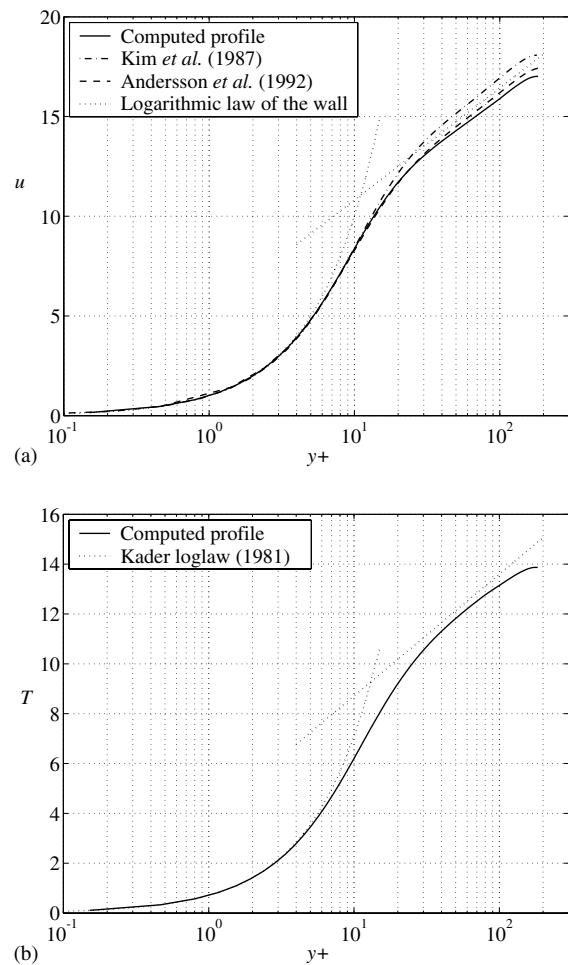 20
Computed profile
Kim et al. (1987)
Andersson et al. (1992)
Logarithmic law of the wall
15
u
10
5
0
10^-1 10^0 10^1 10^2
y+
(a)
16
Computed profile
Kader loglaw (1981)
14
12
10
T
8
6
4
2
0
10^-1 10^0 10^1 10^2
y+
(b)